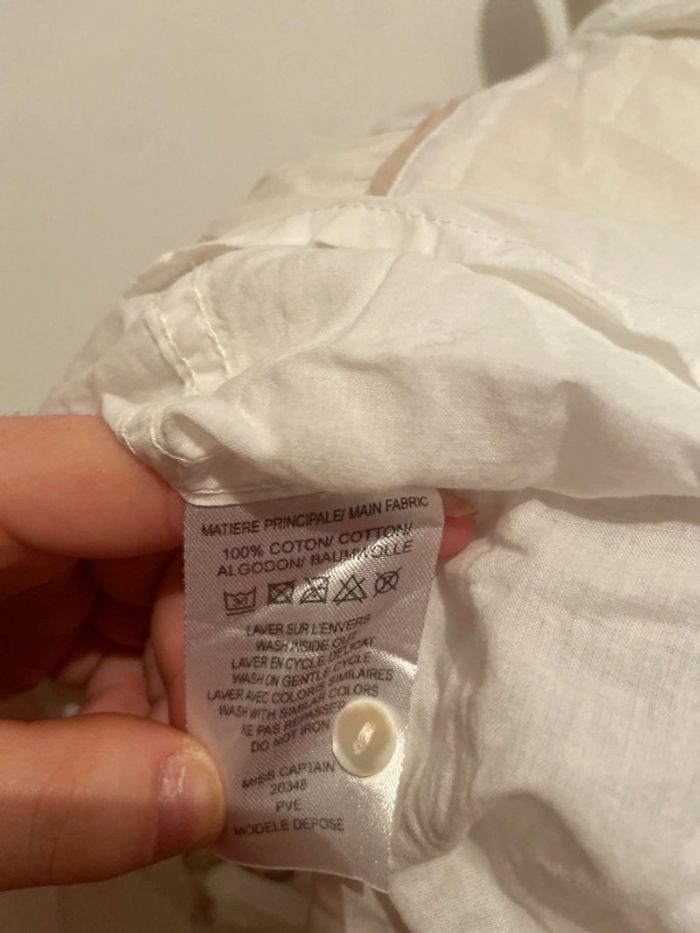 MATIERE PRINCIPALE/ MAIN FABRIC
100% COTON/ COTTON/
ALGODON/ BAUMWOLLE
30
LAVER SUR L'ENVERS
WASH INSIDE OUT
LAVER EN CYCLE DELICAT
WASH ON GENTLE CYCLE
LAVER AVEC COLORIS SIMILAIRES
WASH WITH SIMILAR COLORS
NE PAS REPASSER
DO NOT IRON
MISS CAPTAIN
20348
PVE
MODELE DEPOSE